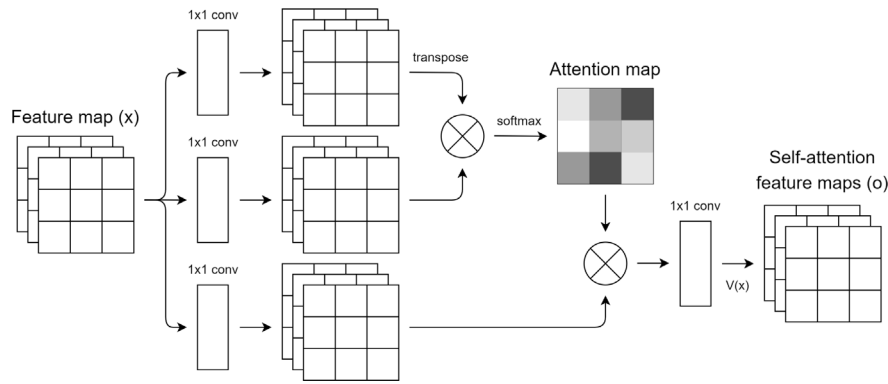 1x1 conv
transpose
Attention map
Feature map (x)
softmax
1x1 conv
Self-attention
feature maps (o)
1x1 conv
1x1 conv
V(x)